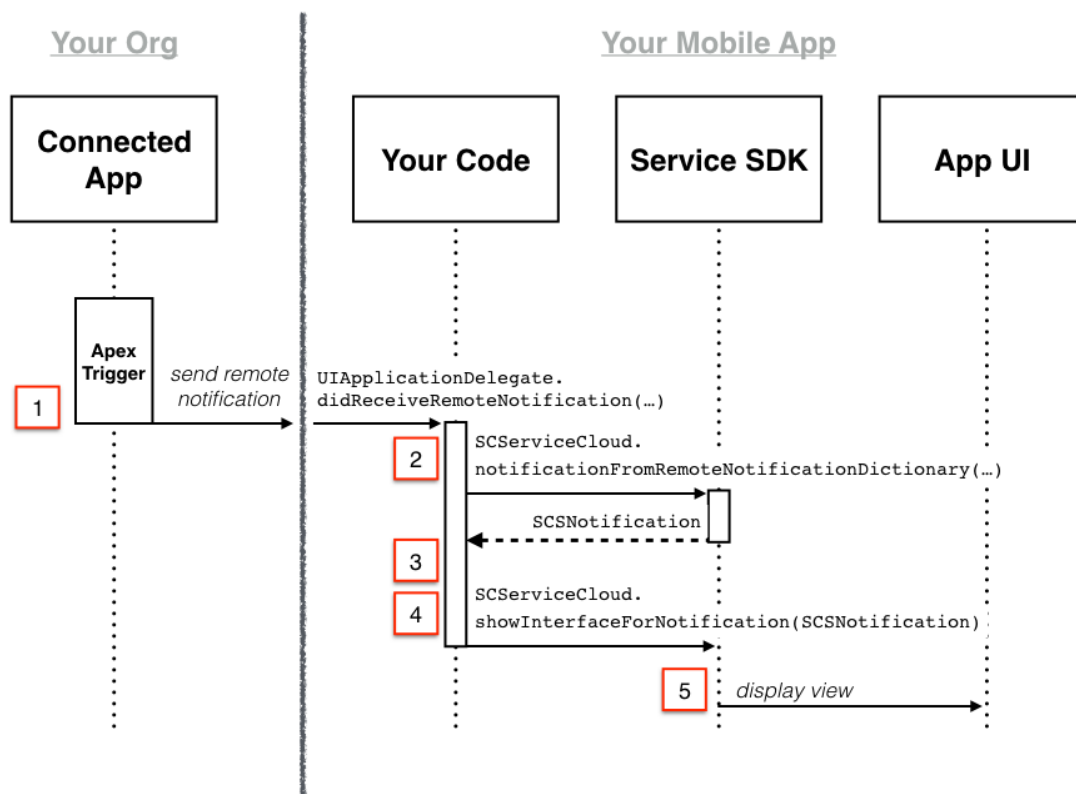 Your Org
Your Mobile App
Connected
App
Your Code
Service SDK
App UI
Apex
Trigger
send remote
notification
1
UIApplicationDelegate.
didReceiveRemoteNotification(…)
2
SCServiceCloud.
notificationFromRemoteNotificationDictionary(…)
SCSNotification
3
4
SCServiceCloud.
showInterfaceForNotification(SCSNotification)
5
display view